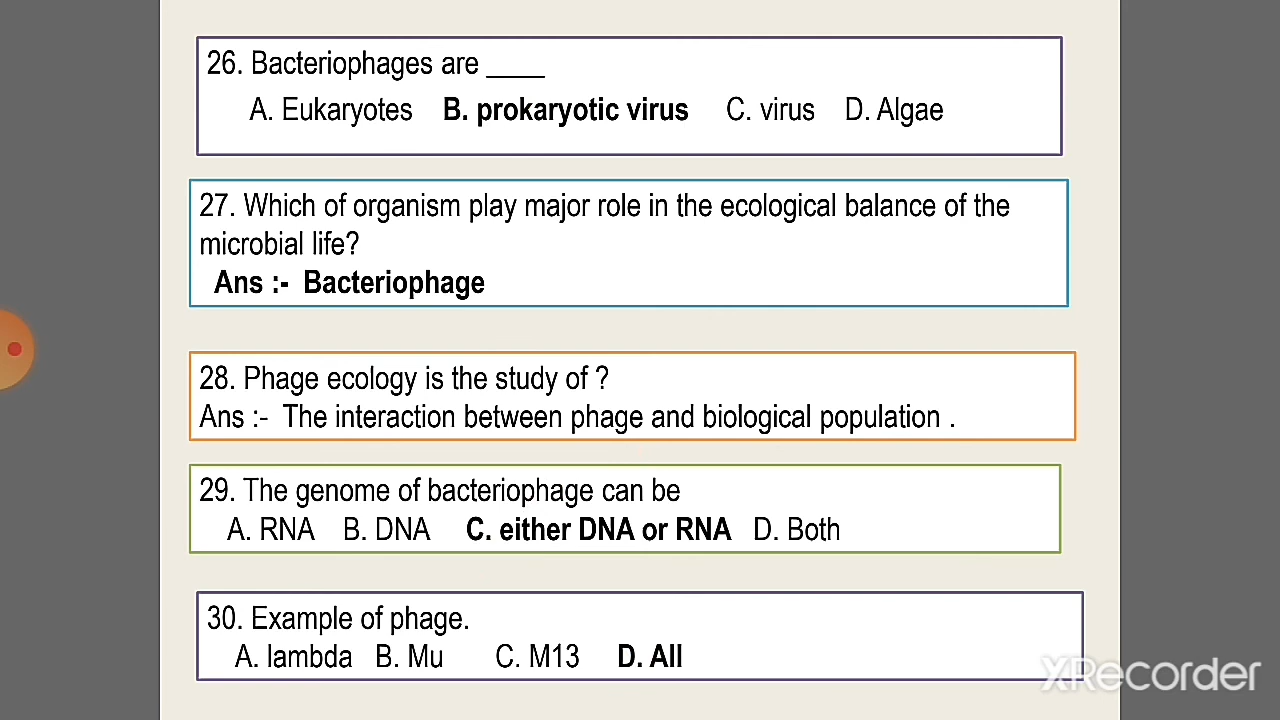 26. Bacteriophages are ____
A. Eukaryotes B. prokaryotic virus C. virus D. Algae
27. Which of organism play major role in the ecological balance of the
microbial life?
Ans :- Bacteriophage
28. Phage ecology is the study of ?
Ans :- The interaction between phage and biological population .
29. The genome of bacteriophage can be
A. RNA B. DNA C. either DNA or RNA D. Both
30. Example of phage.
A. lambda B. Mu C. M13 D. All
XRecorder